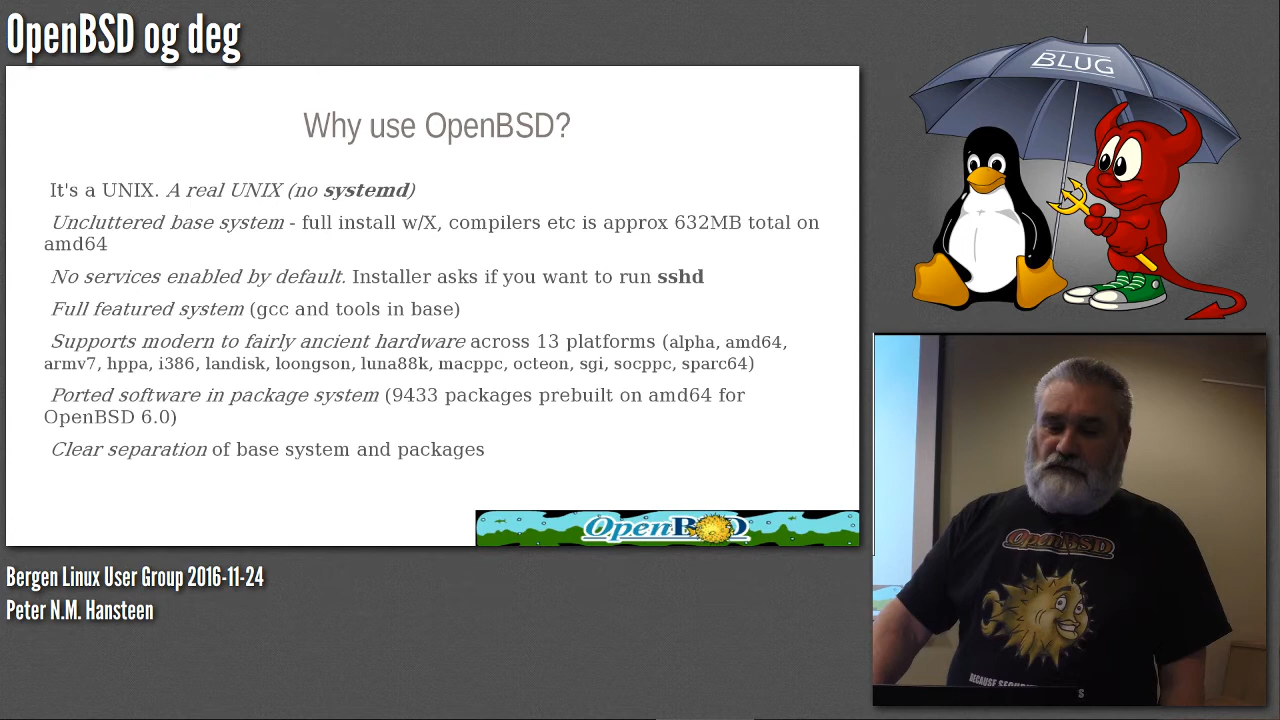 OpenBSD og deg
BLUG
Why use OpenBSD?
It's a UNIX. A real UNIX (no systemd)
Uncluttered base system - full install w/X, compilers etc is approx 632MB total on
amd64
No services enabled by default. Installer asks if you want to run sshd
Full featured system (gcc and tools in base)
Supports modern to fairly ancient hardware across 13 platforms (alpha, amd64,
armv7, hppa, i386, landisk, loongson, luna88k, macppc, octeon, sgi, socppc, sparc64)
Ported software in package system (9433 packages prebuilt on amd64 for
OpenBSD 6.0)
Clear separation of base system and packages
OpenBSD
Bergen Linux User Group 2016-11-24
Peter N.M. Hansteen
OpenBSD
BECAUSE